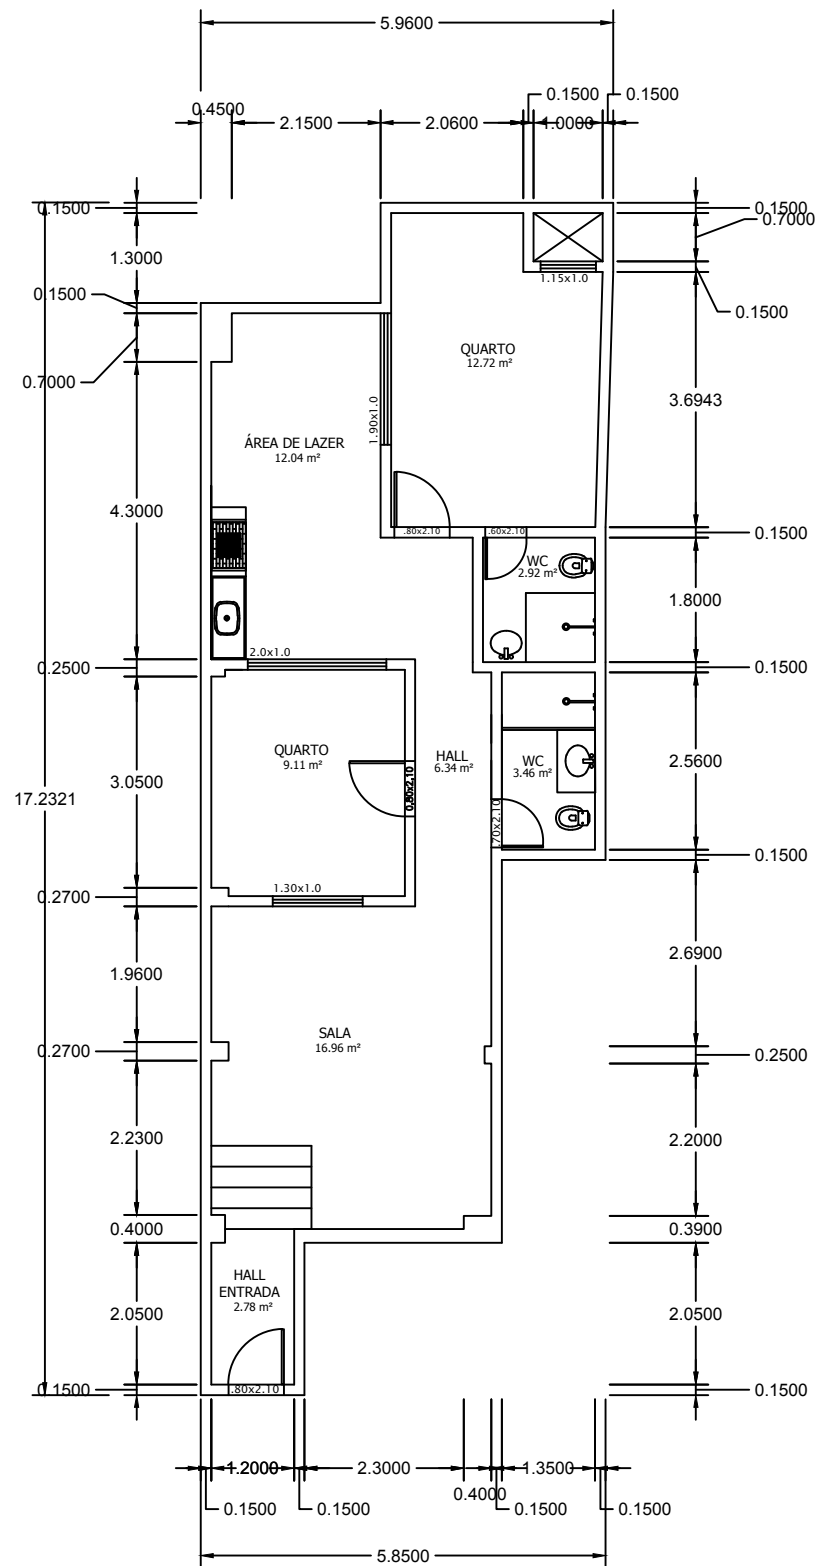 5.9600
0.1500
0.1500
0.4500
2.1500
2.0600
1.0000
0.1500
0.1500
0.7000
1.3000
1.15x1.0
0.1500
0.1500
QUARTO
12.72 m²
0.7000
3.6943
1.90x1.0
ÁREA DE LAZER
12.04 m²
4.3000
.80x2.10
.60x2.10
0.1500
WC
2.92 m²
1.8000
2.0x1.0
0.2500
0.1500
QUARTO
9.11 m²
HALL
6.34 m²
WC
3.46 m²
2.5600
3.0500
17.2321
0.80x2,10
.70x2.10
0.1500
1.30x1.0
0.2700
2.6900
1.9600
SALA
16.96 m²
0.2700
0.2500
2.2300
2.2000
0.4000
0.3900
HALL
ENTRADA
2.78 m²
2.0500
2.0500
0.1500
.80x2.10
0.1500
1.2000
2.3000
1.3500
0.4000
0.1500
0.1500
0.1500
0.1500
5.8500